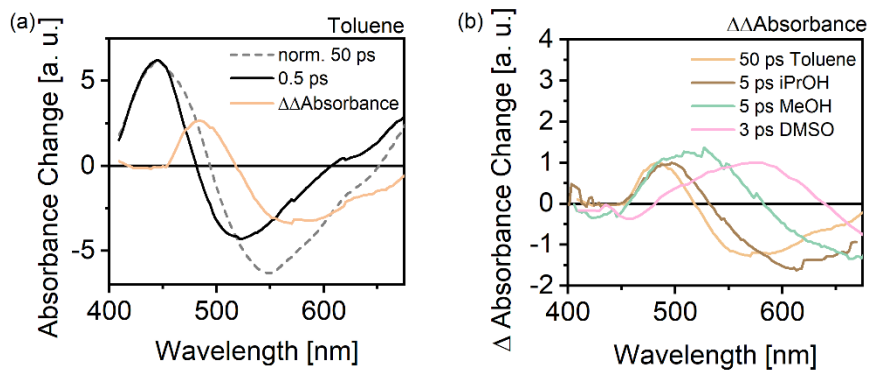 (a)
Toluene
norm. 50 ps
0.5 ps
ΔΔAbsorbance
Absorbance Change [a. u.]
5
0
-5
400
500
600
Wavelength [nm]
(b)
ΔΔAbsorbance
50 ps Toluene
5 ps iPrOH
5 ps MeOH
3 ps DMSO
Δ Absorbance Change [a. u.]
4
3
2
1
0
-1
-2
400
500
600
Wavelength [nm]